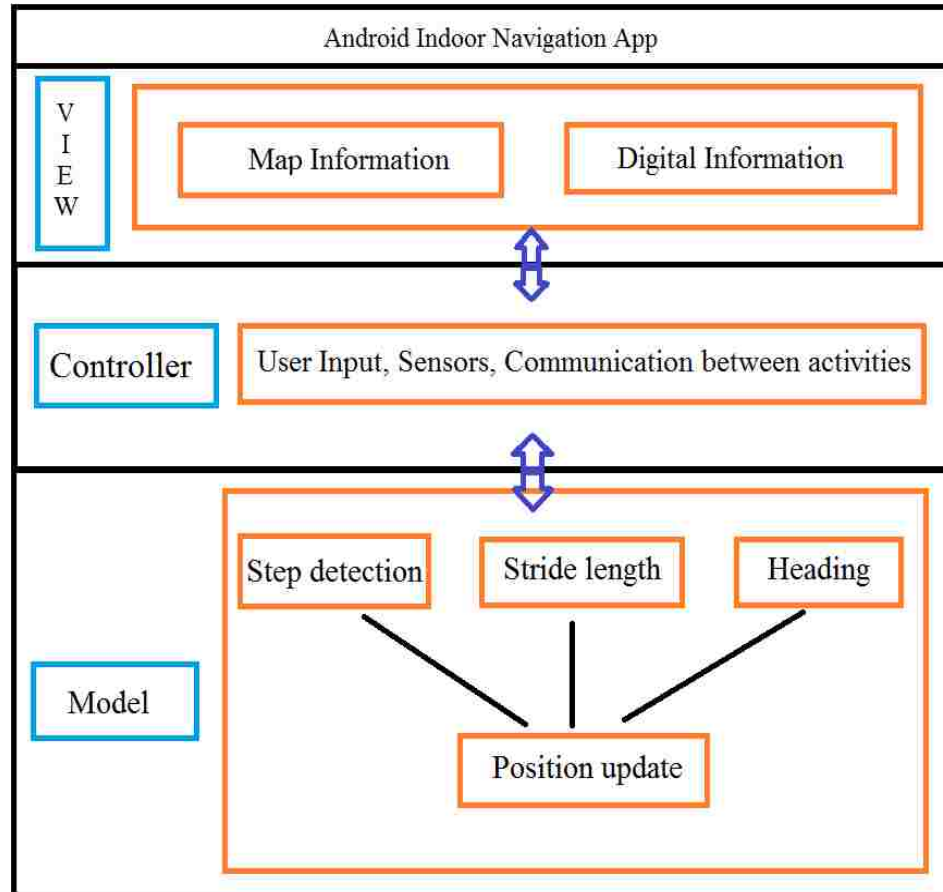 Android Indoor Navigation App
V
I
E
W
Map Information
Digital Information
Controller
User Input, Sensors, Communication between activities
Step detection
Stride length
Heading
Model
Position update